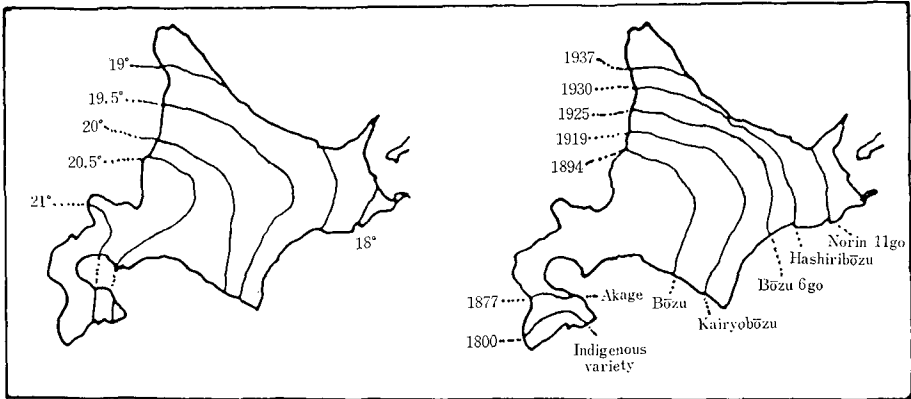 19°
19.5°
20°
20.5°
21°
18°
1937
1930
1925
1919
1894
1877
1800
Norin 11go
Hashiribōzu
Bōzu 6go
Akage
Bōzu
Kairyobōzu
Indigenous
variety